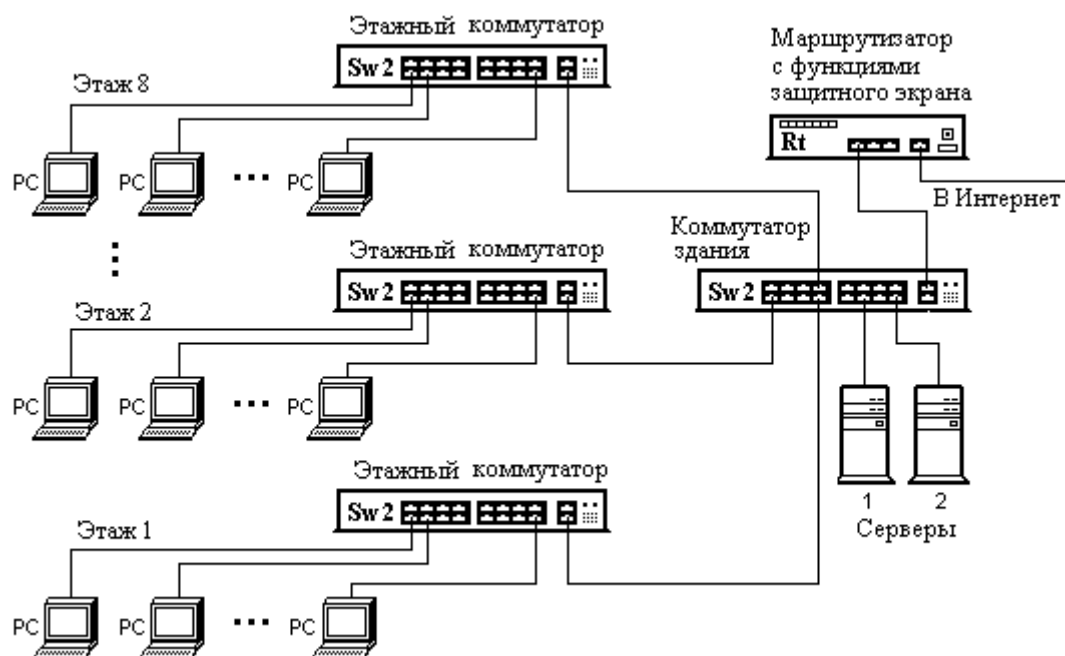 Этажный коммутатор
Sw 2
Этаж 8
PC
PC
PC
Маршрутизатор
с функциями
защитного экрана
Rt
В Интернет
Этажный коммутатор
Sw 2
Этаж 2
PC
PC
PC
Коммутатор
здания
Sw 2
1
2
Серверы
Этажный коммутатор
Sw 2
Этаж 1
PC
PC
PC